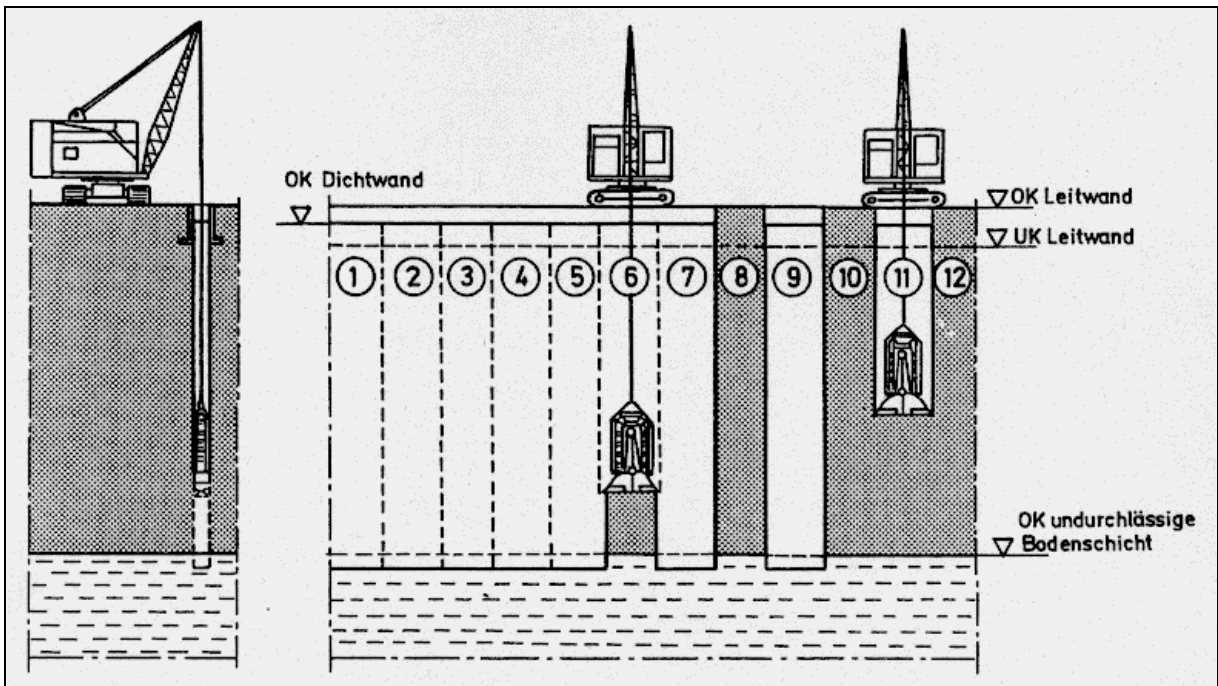 OK Dichtwand
OK Leitwand
UK Leitwand
1 2 3 4 5 6 7 8 9 10 11 12
OK undurchlässige
Bodenschicht